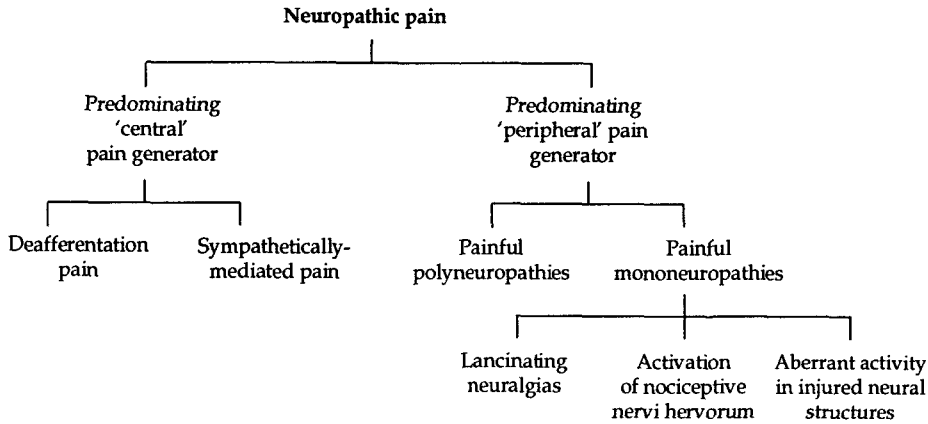 Neuropathic pain
Predominating
'central'
pain generator
Predominating
'peripheral' pain
generator
Deafferentation
pain
Sympathetically-
mediated pain
Painful
polyneuropathies
Painful
mononeuropathies
Lancinating
neuralgias
Activation
of nociceptive
nervi hervorum
Aberrant activity
in injured neural
structures